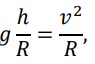 g h/R = v²/R,